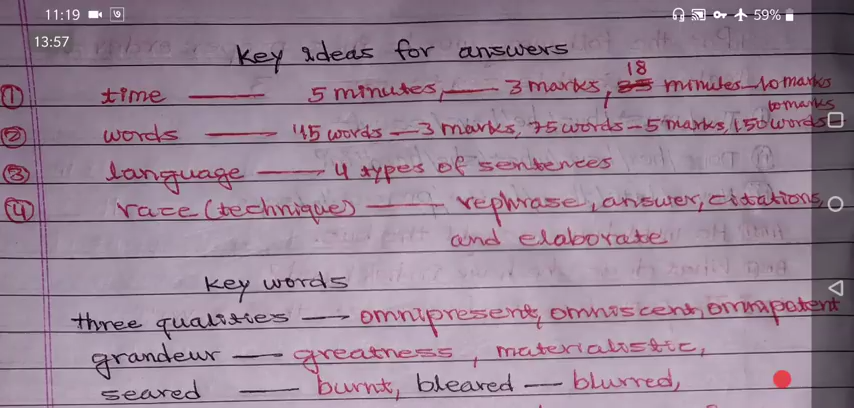 11:19 59%
13:57
Key Ideas for answers
① time — 5 minutes, — 3 marks, 18 minutes - 10 marks
② words — 45 words - 3 marks, 75 words - 5 marks, 150 words 10 marks
③ language — 4 types of sentences
④ race (technique) — rephrase, answer, citations,
and elaborate
Key words
three qualities — omnipresent, omniscent, omnipotent
grandeur — greatness, materialistic,
seared — burnt, bleared — blurred,